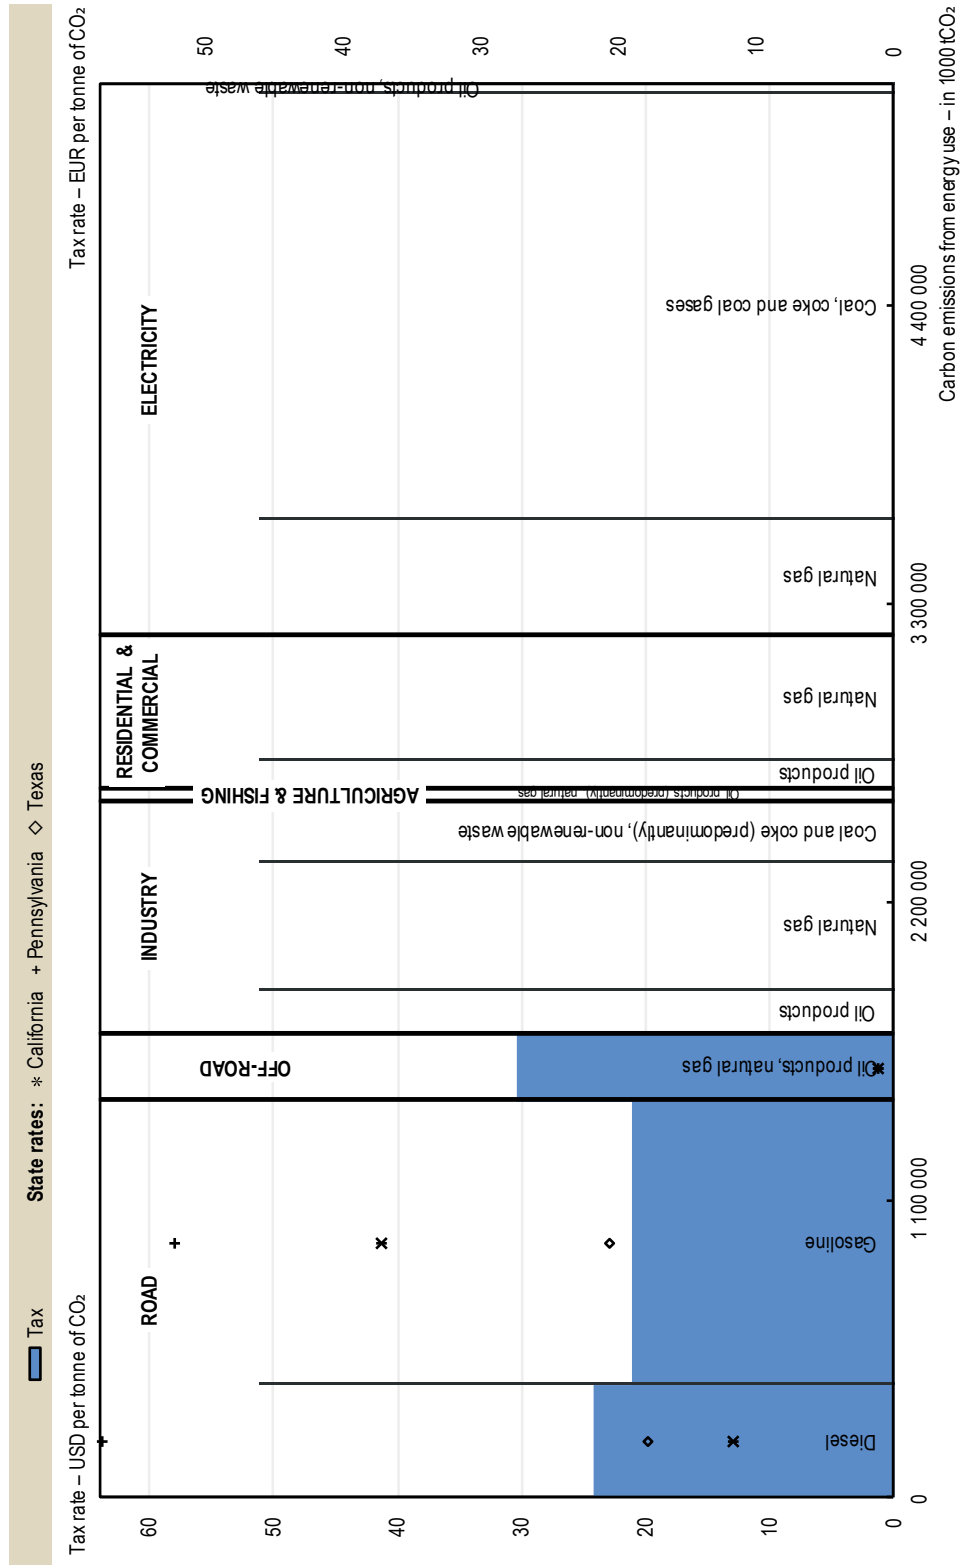 Tax State rates: * California + Pennsylvania ◇ Texas
Tax rate – USD per tonne of CO₂
Tax rate – EUR per tonne of CO₂
60
50
40
30
20
10
0
50
40
30
20
10
0
ROAD
OFF-ROAD
INDUSTRY
AGRICULTURE & FISHING
RESIDENTIAL &
COMMERCIAL
ELECTRICITY
Diesel
Gasoline
Oil products, natural gas
Oil products
Natural gas
Coal and coke (predominantly), non-renewable waste
Oil products (predominantly), natural gas
Oil products
Natural gas
Natural gas
Coal, coke and coal gases
Oil products, non-renewable waste
0
1 100 000
2 200 000
3 300 000
4 400 000
Carbon emissions from energy use – in 1000 tCO₂